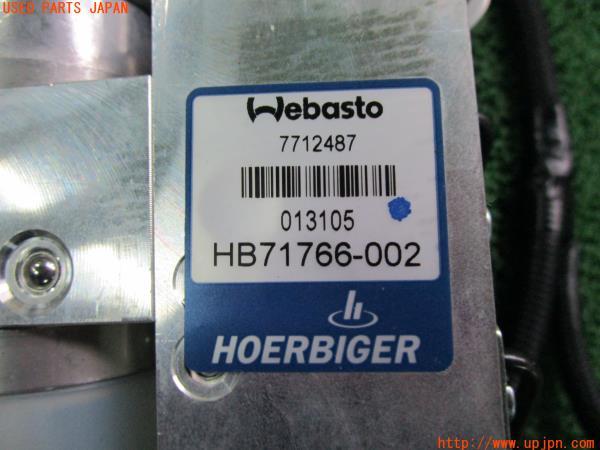 USED PARTS JAPAN
Webasto
7712487
013105
HB71766-002
HOERBIGER
http://www.upjpn.com/